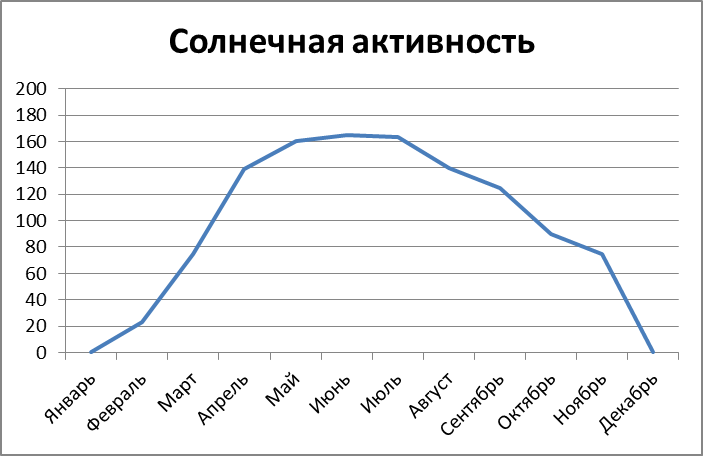 Солнечная активность
200
180
160
140
120
100
80
60
40
20
0
Январь
Февраль
Март
Апрель
Май
Июнь
Июль
Август
Сентябрь
Октябрь
Ноябрь
Декабрь